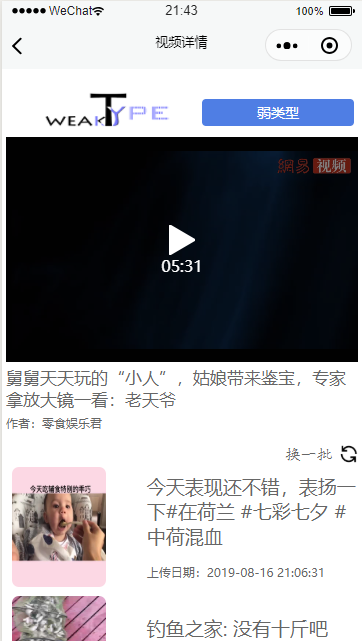 WeChat 21:43 100%
视频详情
WEAKTYPE 弱类型
網易 视频
05:31
舅舅天天玩的“小人”，姑娘带来鉴宝，专家
拿放大镜一看：老天爷
作者：零食娱乐君
换一批
今天吃辅食特别的乖巧
今天表现还不错，表扬一
下#在荷兰 #七彩七夕 #
中荷混血
上传日期：2019-08-16 21:06:31
钓鱼之家: 没有十斤吧